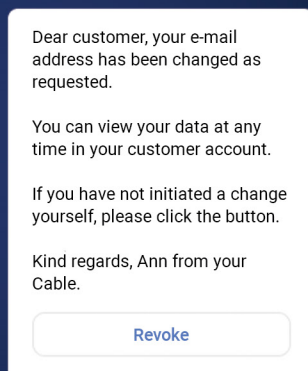 Dear customer, your e-mail
address has been changed as
requested.
You can view your data at any
time in your customer account.
If you have not initiated a change
yourself, please click the button.
Kind regards, Ann from your
Cable.
Revoke